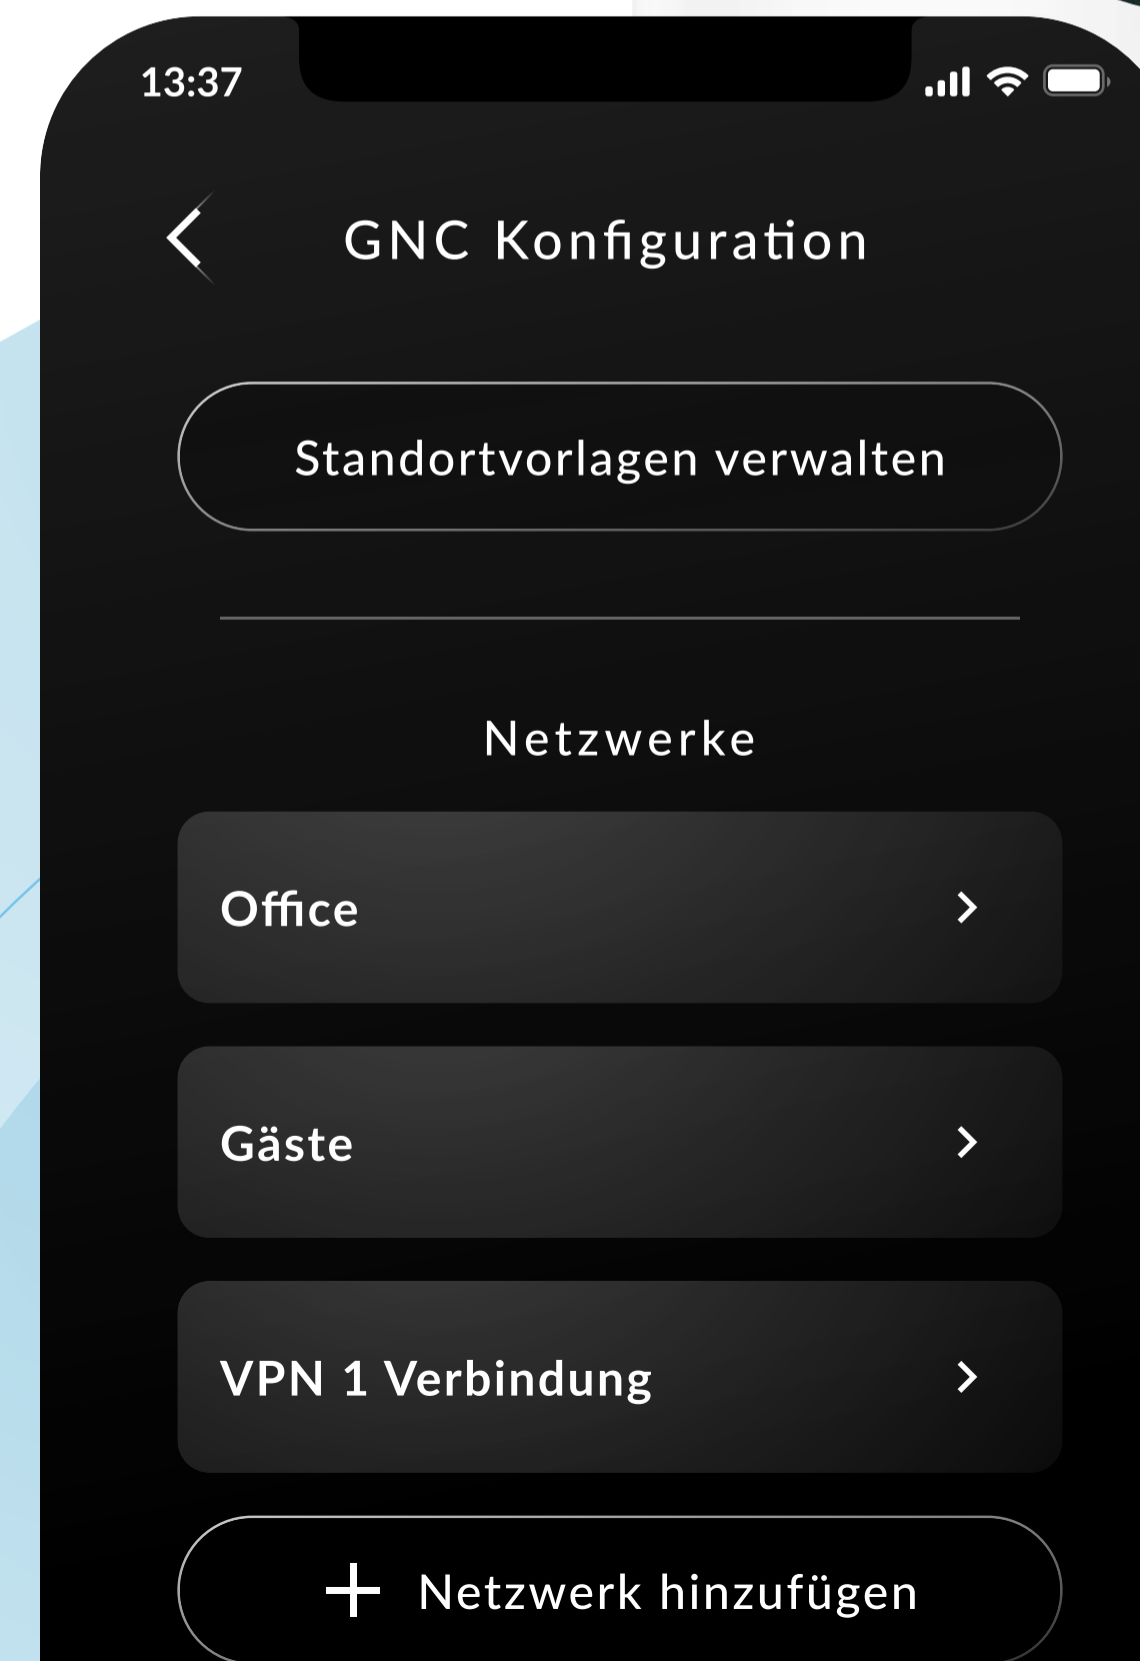 13:37
GNC Konfiguration
Standortvorlagen verwalten
Netzwerke
Office
Gäste
VPN 1 Verbindung
Netzwerk hinzufügen